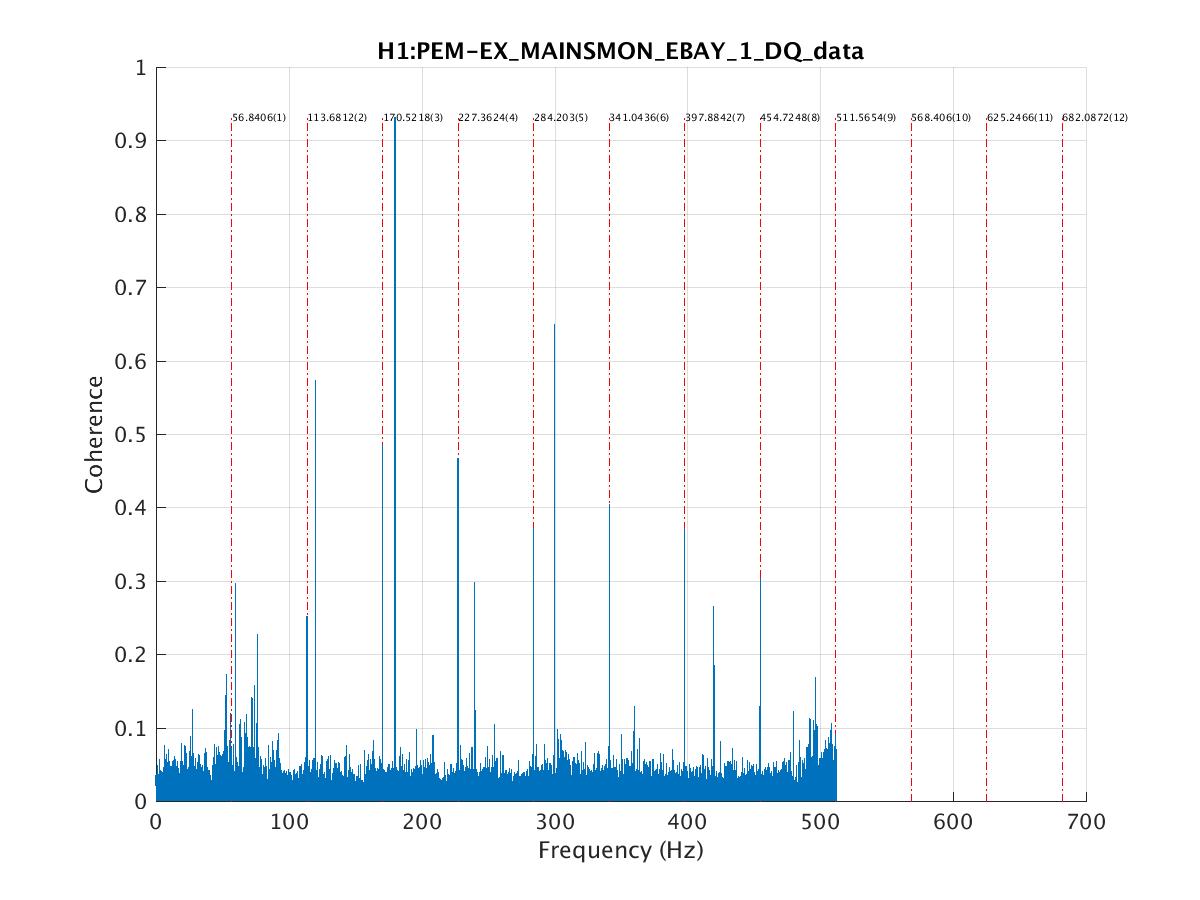 H1:PEM-EX_MAINSMON_EBAY_1_DQ_data
1
0.9
0.8
0.7
0.6
0.5
0.4
0.3
0.2
0.1
0
Coherence
56.8406(1) 113.6812(2) 170.5218(3) 227.3624(4) 284.203(5) 341.0436(6) 397.8842(7) 454.7248(8) 511.5654(9) 568.406(10) 625.2466(11) 682.0872(12)
0 100 200 300 400 500 600 700
Frequency (Hz)